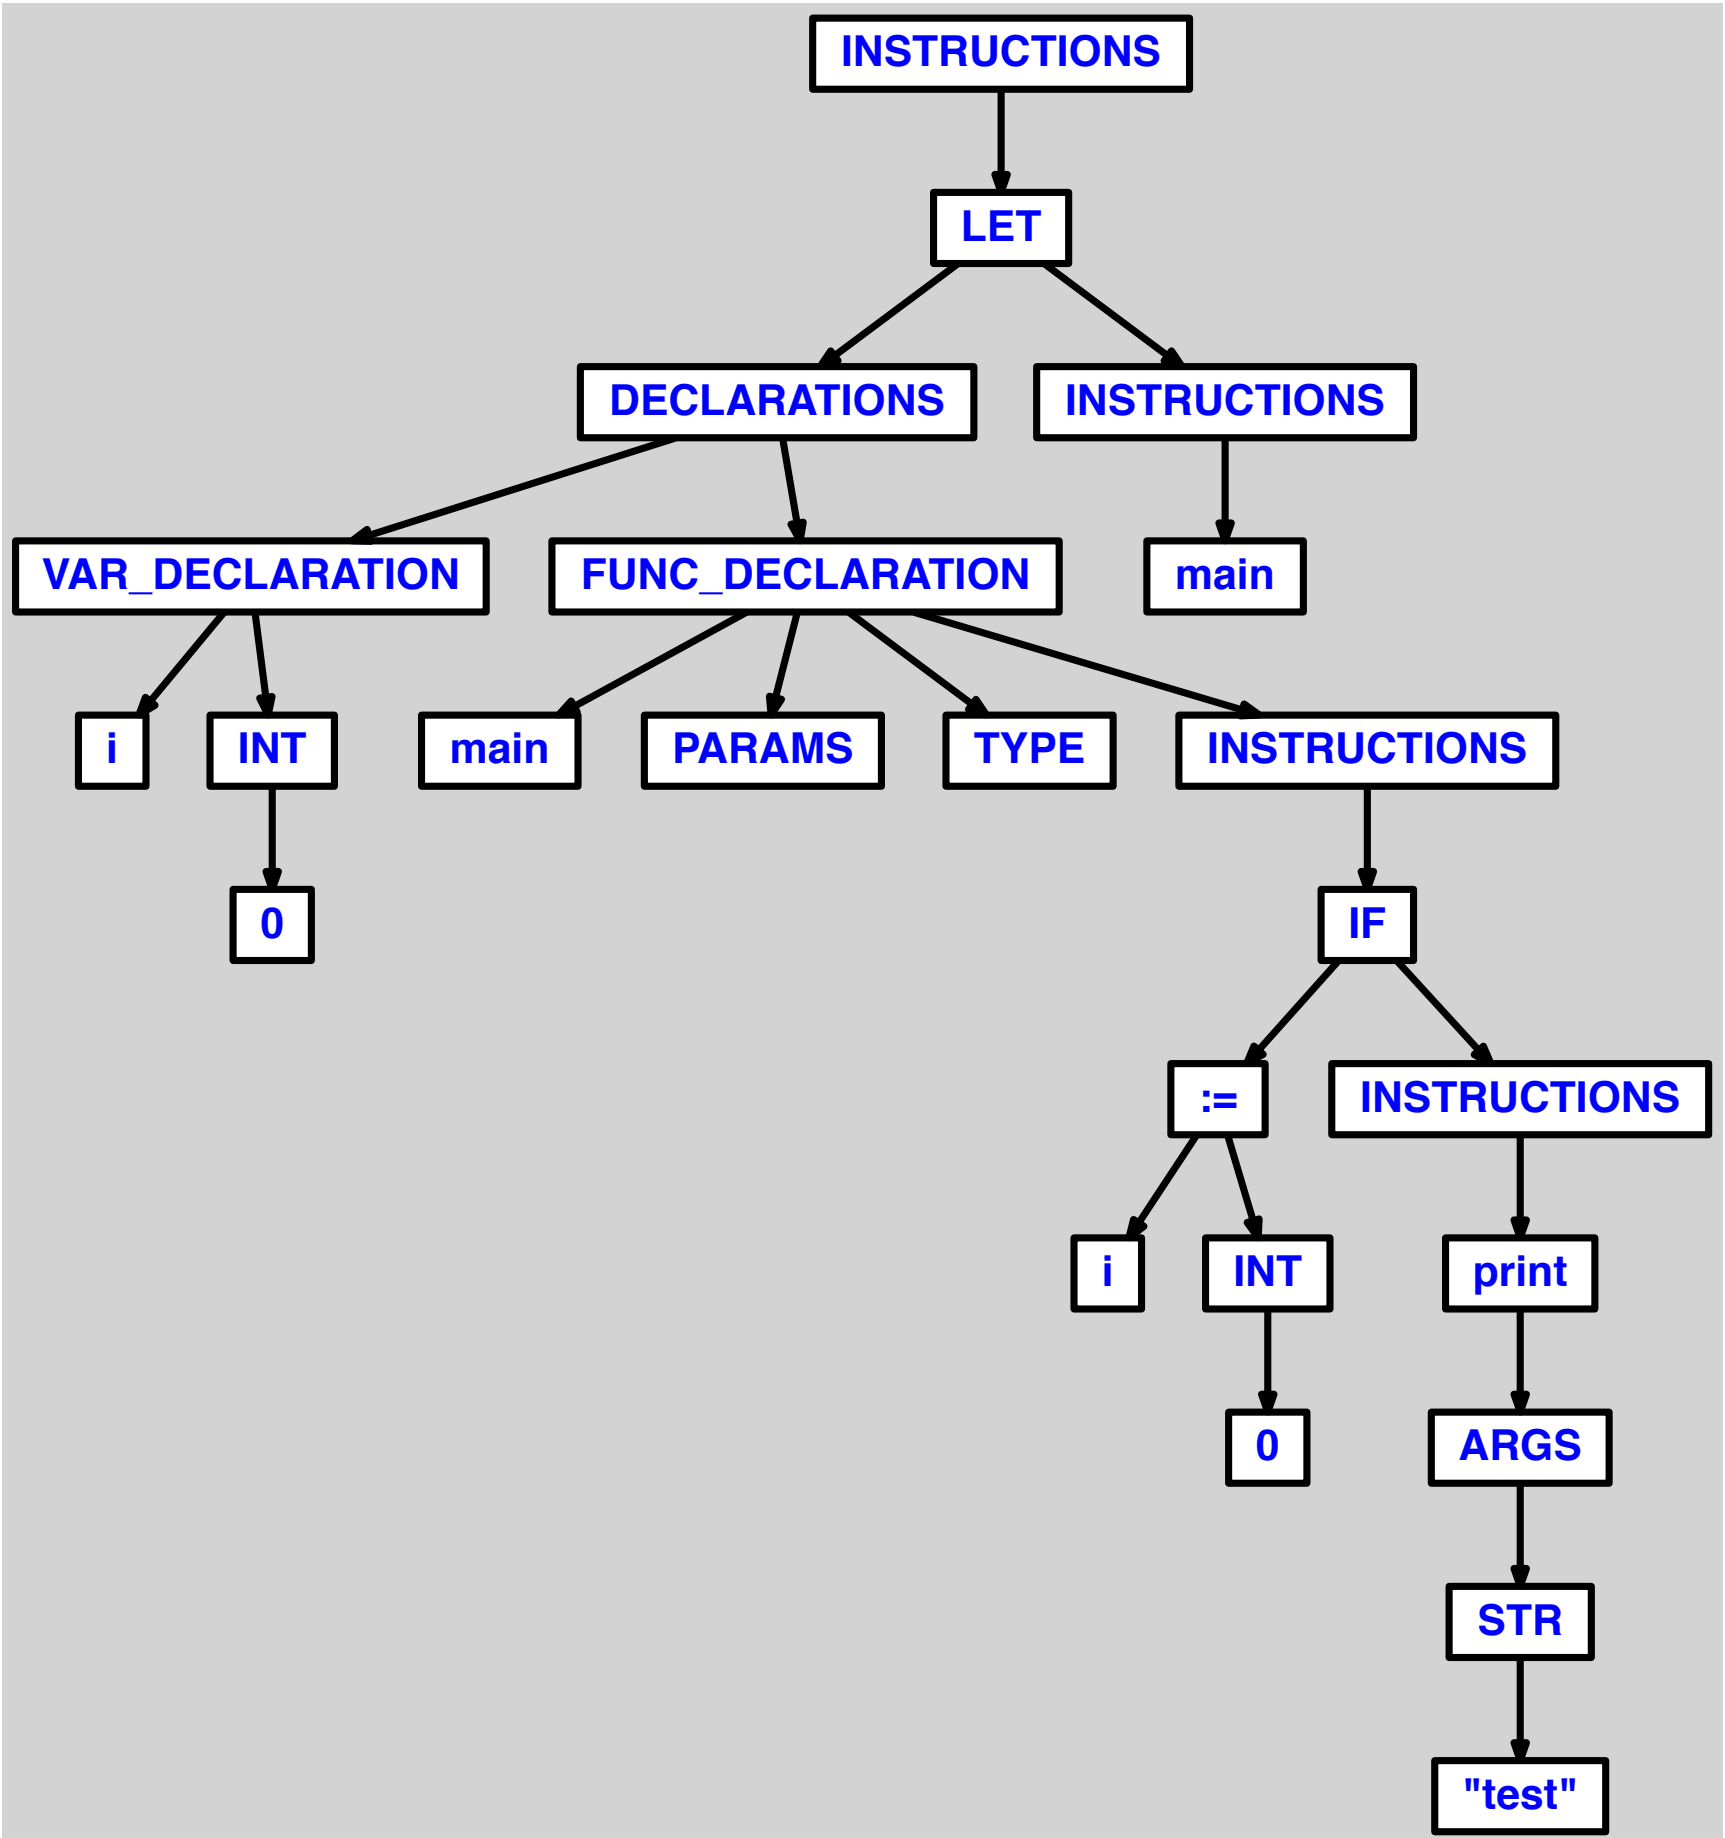 INSTRUCTIONS
LET
DECLARATIONS
INSTRUCTIONS
VAR_DECLARATION
FUNC_DECLARATION
main
i
INT
main
PARAMS
TYPE
INSTRUCTIONS
0
IF
:=
INSTRUCTIONS
i
INT
print
0
ARGS
STR
"test"